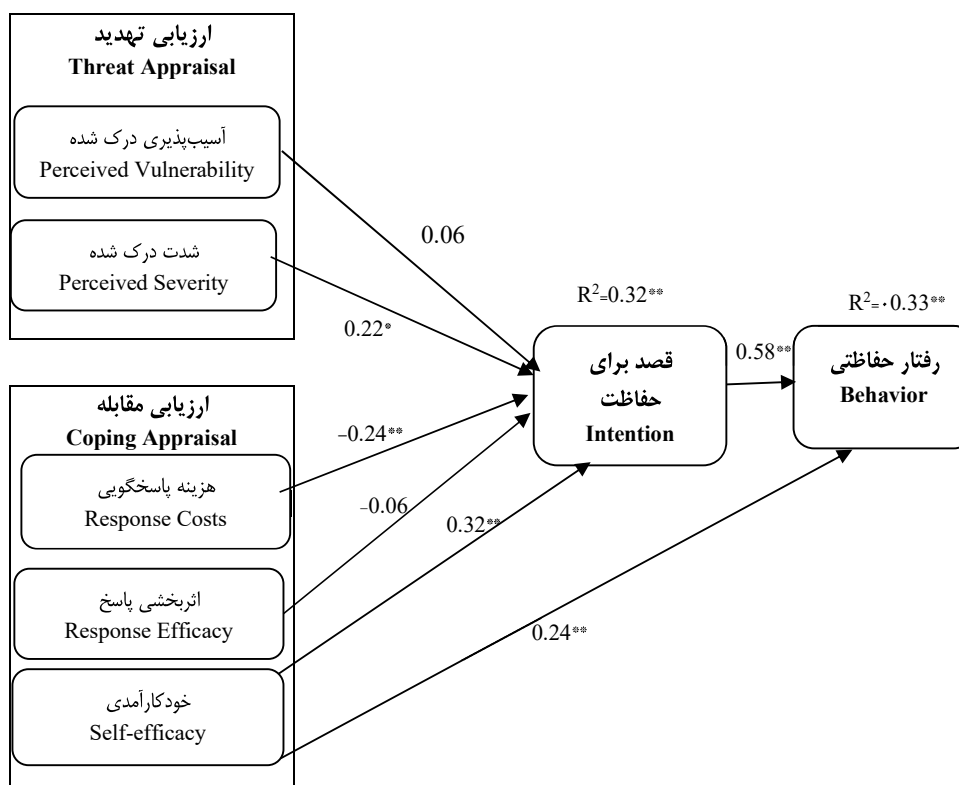 ارزیابی تهدید
Threat Appraisal
آسیب‌پذیری درک شده
Perceived Vulnerability
شدت درک شده
Perceived Severity
0.06
0.22*
ارزیابی مقابله
Coping Appraisal
هزینه پاسخگویی
Response Costs
اثربخشی پاسخ
Response Efficacy
خودکارآمدی
Self-efficacy
-0.24**
-0.06
0.32**
0.24**
R²=0.32**
قصد برای
حفاظت
Intention
0.58**
R²=۰.33**
رفتار حفاظتی
Behavior